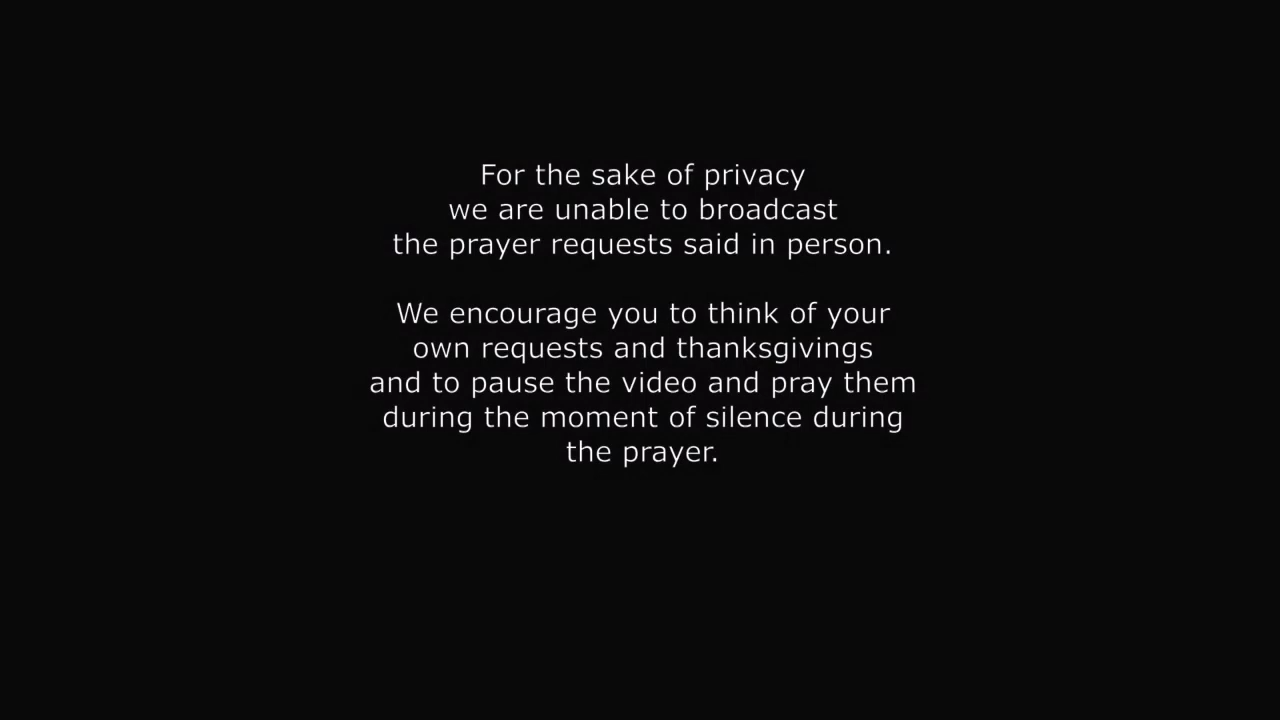 For the sake of privacy
we are unable to broadcast
the prayer requests said in person.
We encourage you to think of your
own requests and thanksgivings
and to pause the video and pray them
during the moment of silence during
the prayer.